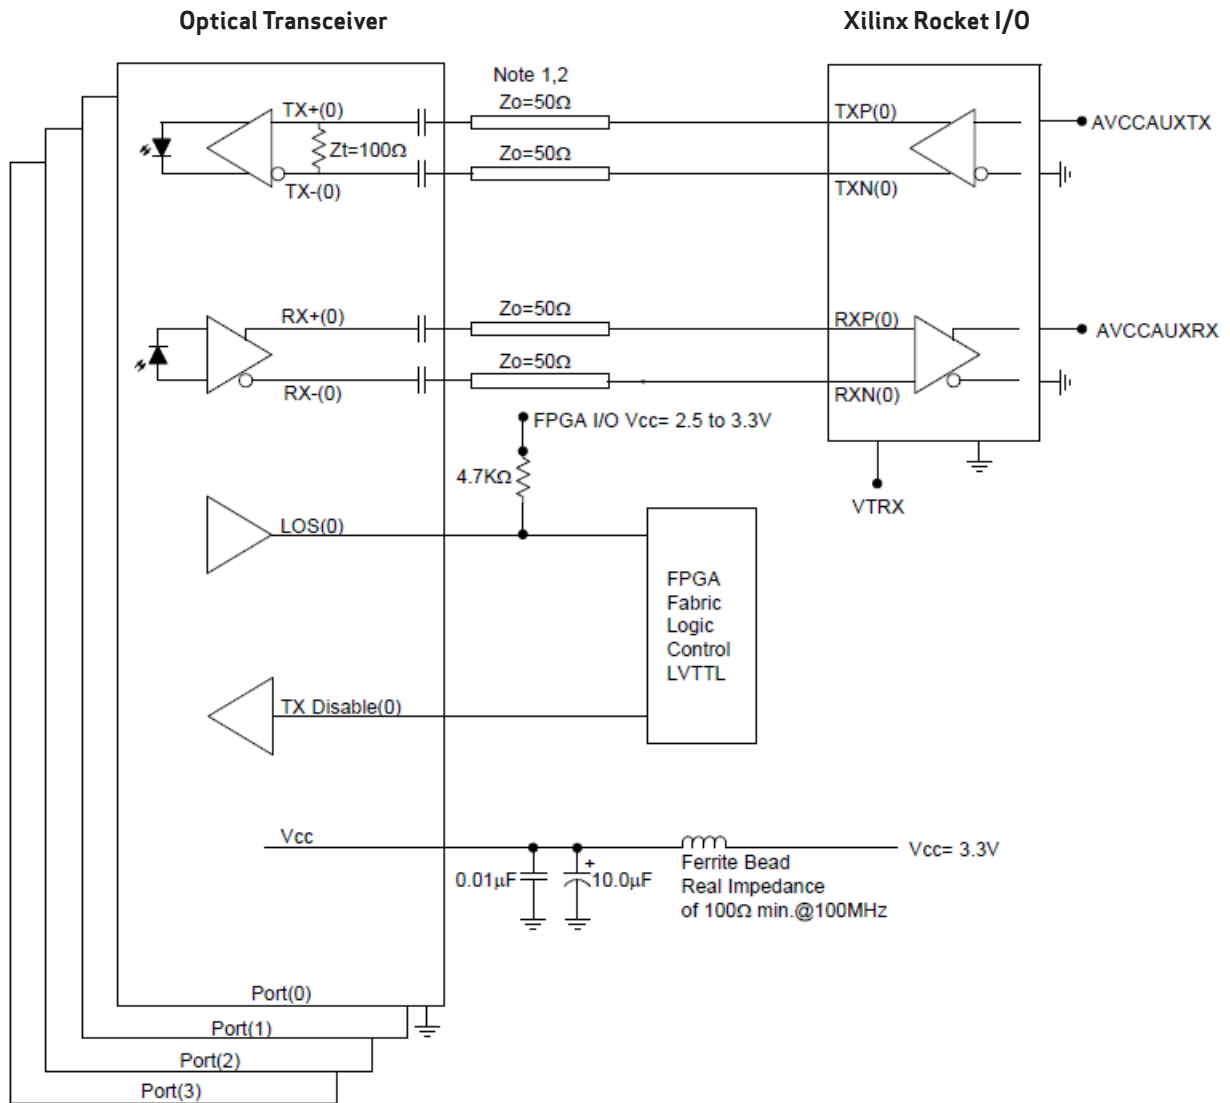 Optical Transceiver
Xilinx Rocket I/O
Note 1,2
TX+(0)
Zo=50Ω
TXP(0)
AVCCAUXTX
Zt=100Ω
Zo=50Ω
TX-(0)
TXN(0)
RX+(0)
Zo=50Ω
RXP(0)
AVCCAUXRX
Zo=50Ω
RX-(0)
RXN(0)
FPGA I/O Vcc= 2.5 to 3.3V
4.7KΩ
VTRX
LOS(0)
FPGA
Fabric
Logic
Control
LVTTL
TX Disable(0)
Vcc
Vcc= 3.3V
+
0.01µF
10.0µF
Ferrite Bead
Real Impedance
of 100Ω min.@100MHz
Port(0)
Port(1)
Port(2)
Port(3)